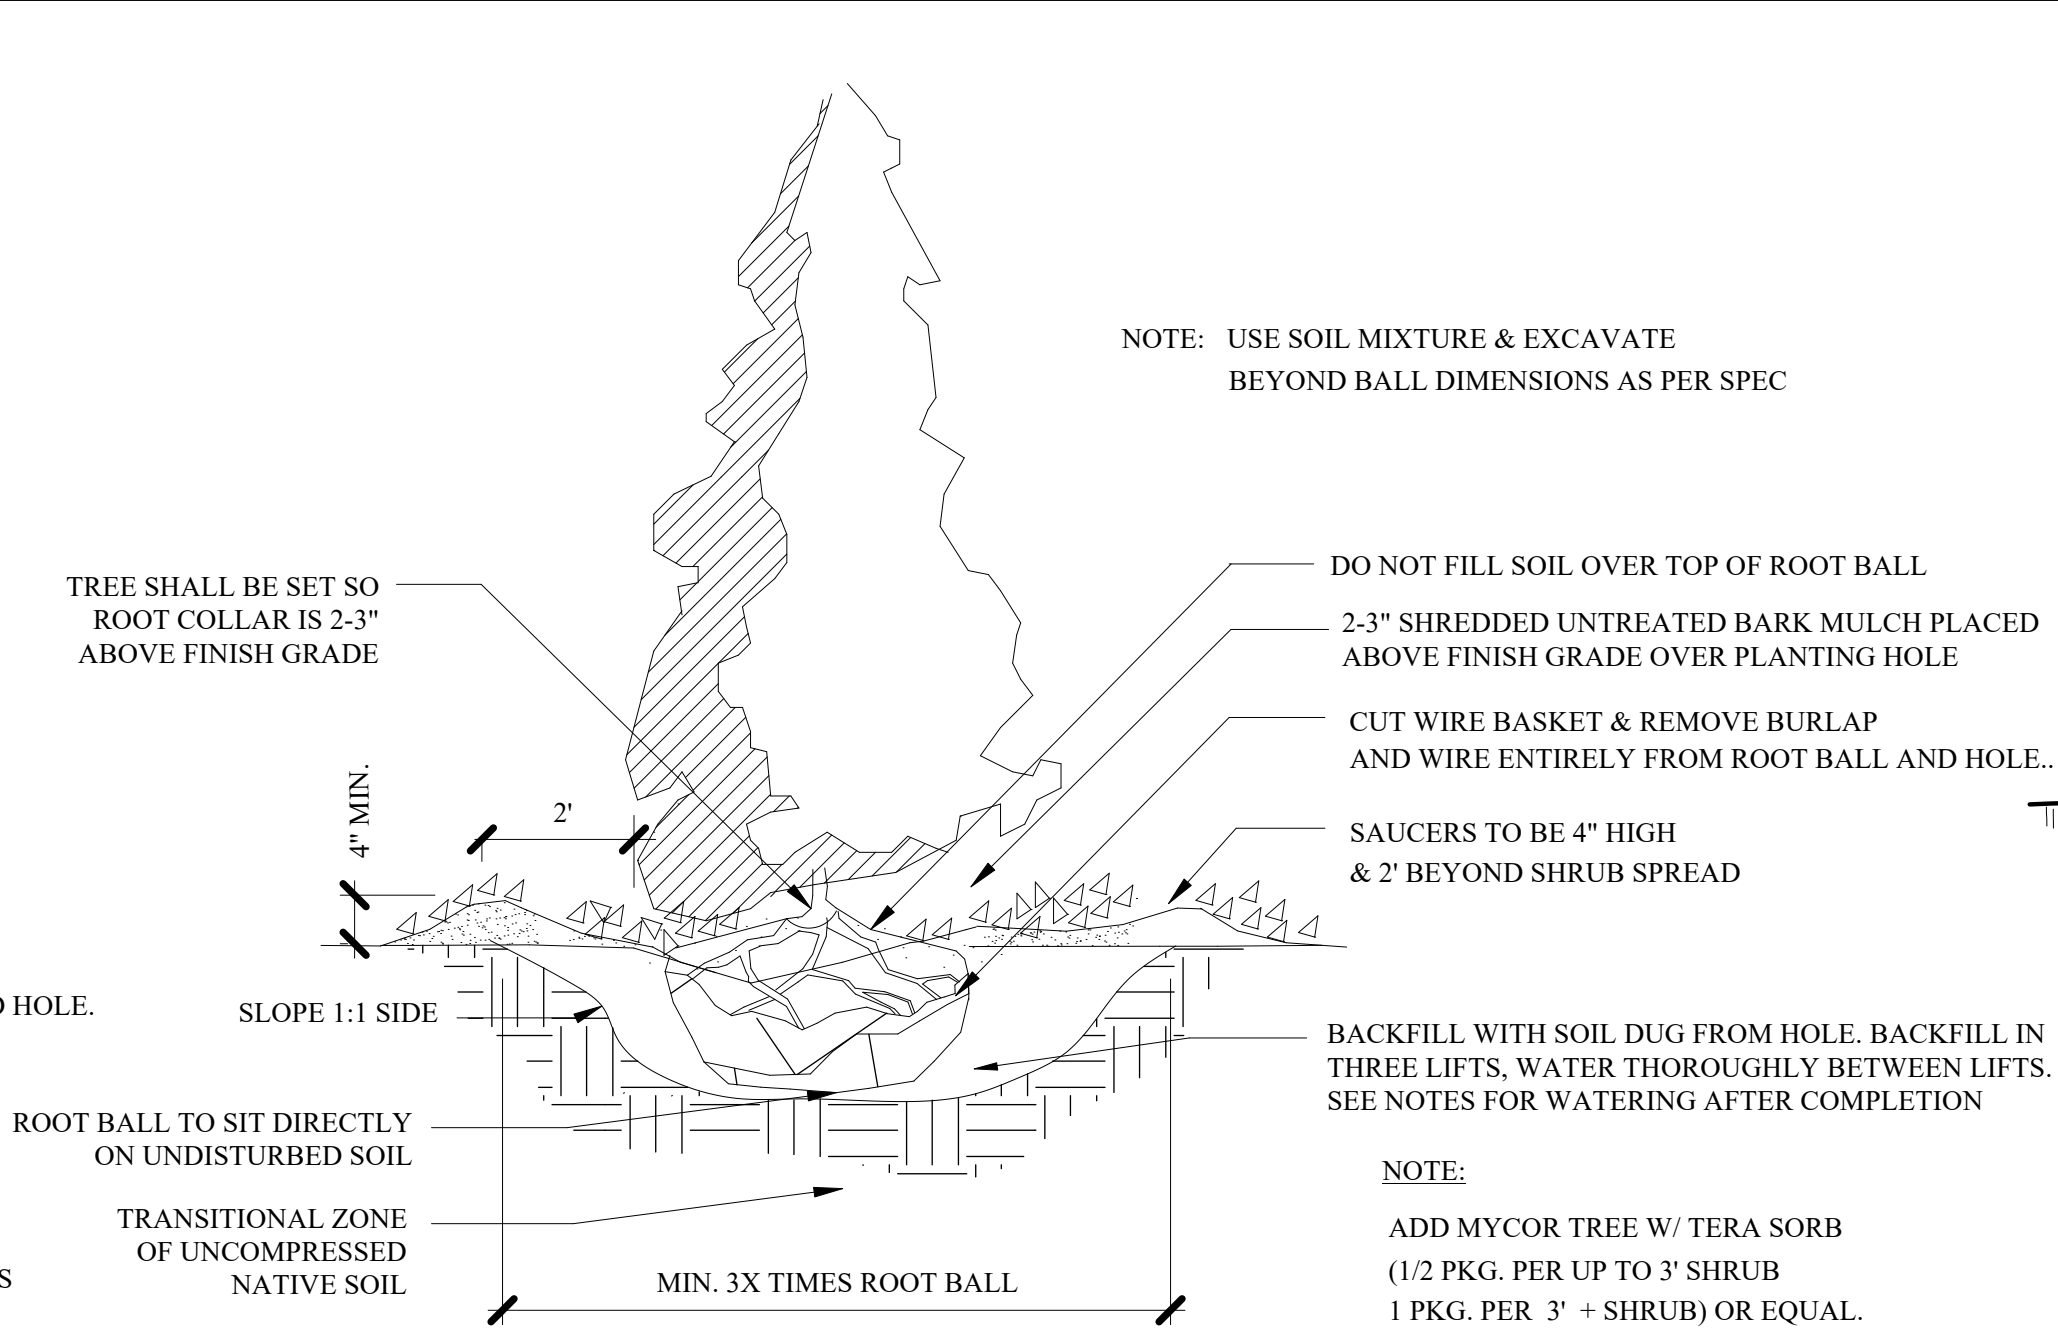 NOTE: USE SOIL MIXTURE & EXCAVATE
BEYOND BALL DIMENSIONS AS PER SPEC
TREE SHALL BE SET SO
ROOT COLLAR IS 2-3"
ABOVE FINISH GRADE
DO NOT FILL SOIL OVER TOP OF ROOT BALL
2-3" SHREDDED UNTREATED BARK MULCH PLACED
ABOVE FINISH GRADE OVER PLANTING HOLE
CUT WIRE BASKET & REMOVE BURLAP
AND WIRE ENTIRELY FROM ROOT BALL AND HOLE..
4" MIN.
2'
SAUCERS TO BE 4" HIGH
& 2' BEYOND SHRUB SPREAD
HOLE.
SLOPE 1:1 SIDE
BACKFILL WITH SOIL DUG FROM HOLE. BACKFILL IN
THREE LIFTS, WATER THOROUGHLY BETWEEN LIFTS.
SEE NOTES FOR WATERING AFTER COMPLETION
ROOT BALL TO SIT DIRECTLY
ON UNDISTURBED SOIL
TRANSITIONAL ZONE
OF UNCOMPRESSED
NATIVE SOIL
S
MIN. 3X TIMES ROOT BALL
NOTE:
ADD MYCOR TREE W/ TERA SORB
(1/2 PKG. PER UP TO 3' SHRUB
1 PKG. PER 3' + SHRUB) OR EQUAL.